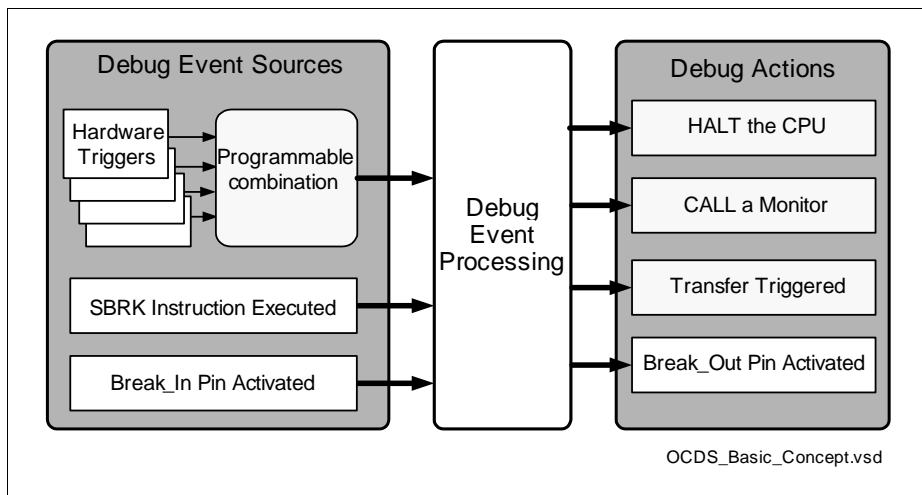 Debug Event Sources
Hardware
Triggers
Programmable
combination
SBRK Instruction Executed
Break_In Pin Activated
Debug
Event
Processing
Debug Actions
HALT the CPU
CALL a Monitor
Transfer Triggered
Break_Out Pin Activated
OCDS_Basic_Concept.vsd